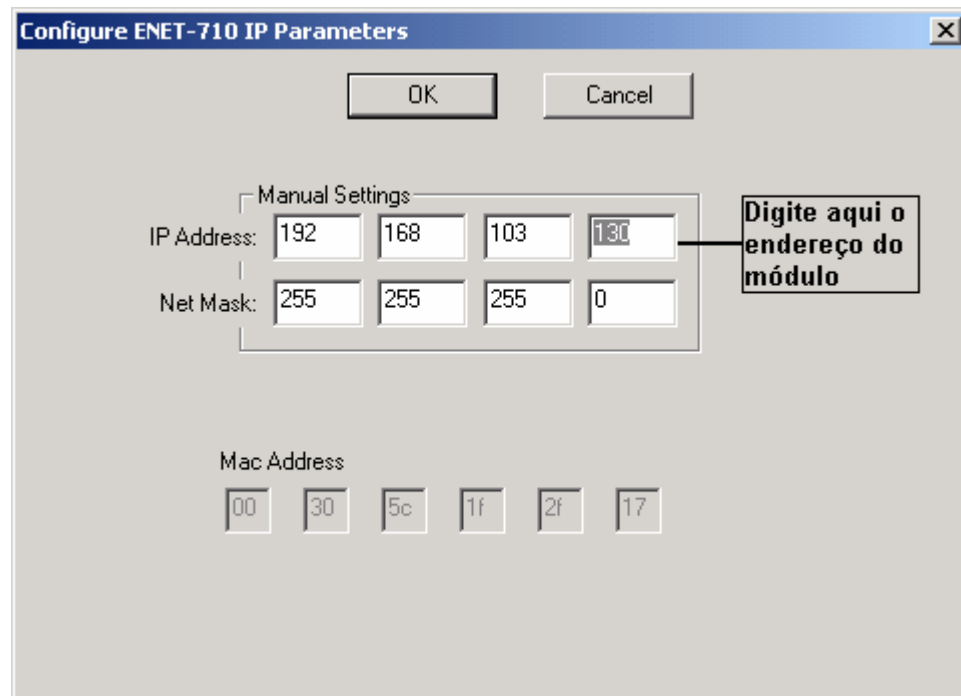 Configure ENET-710 IP Parameters
OK Cancel
Manual Settings
IP Address: 192 168 103 130
Digite aqui o
endereço do
módulo
Net Mask: 255 255 255 0
Mac Address
00 30 5c 1f 2f 17